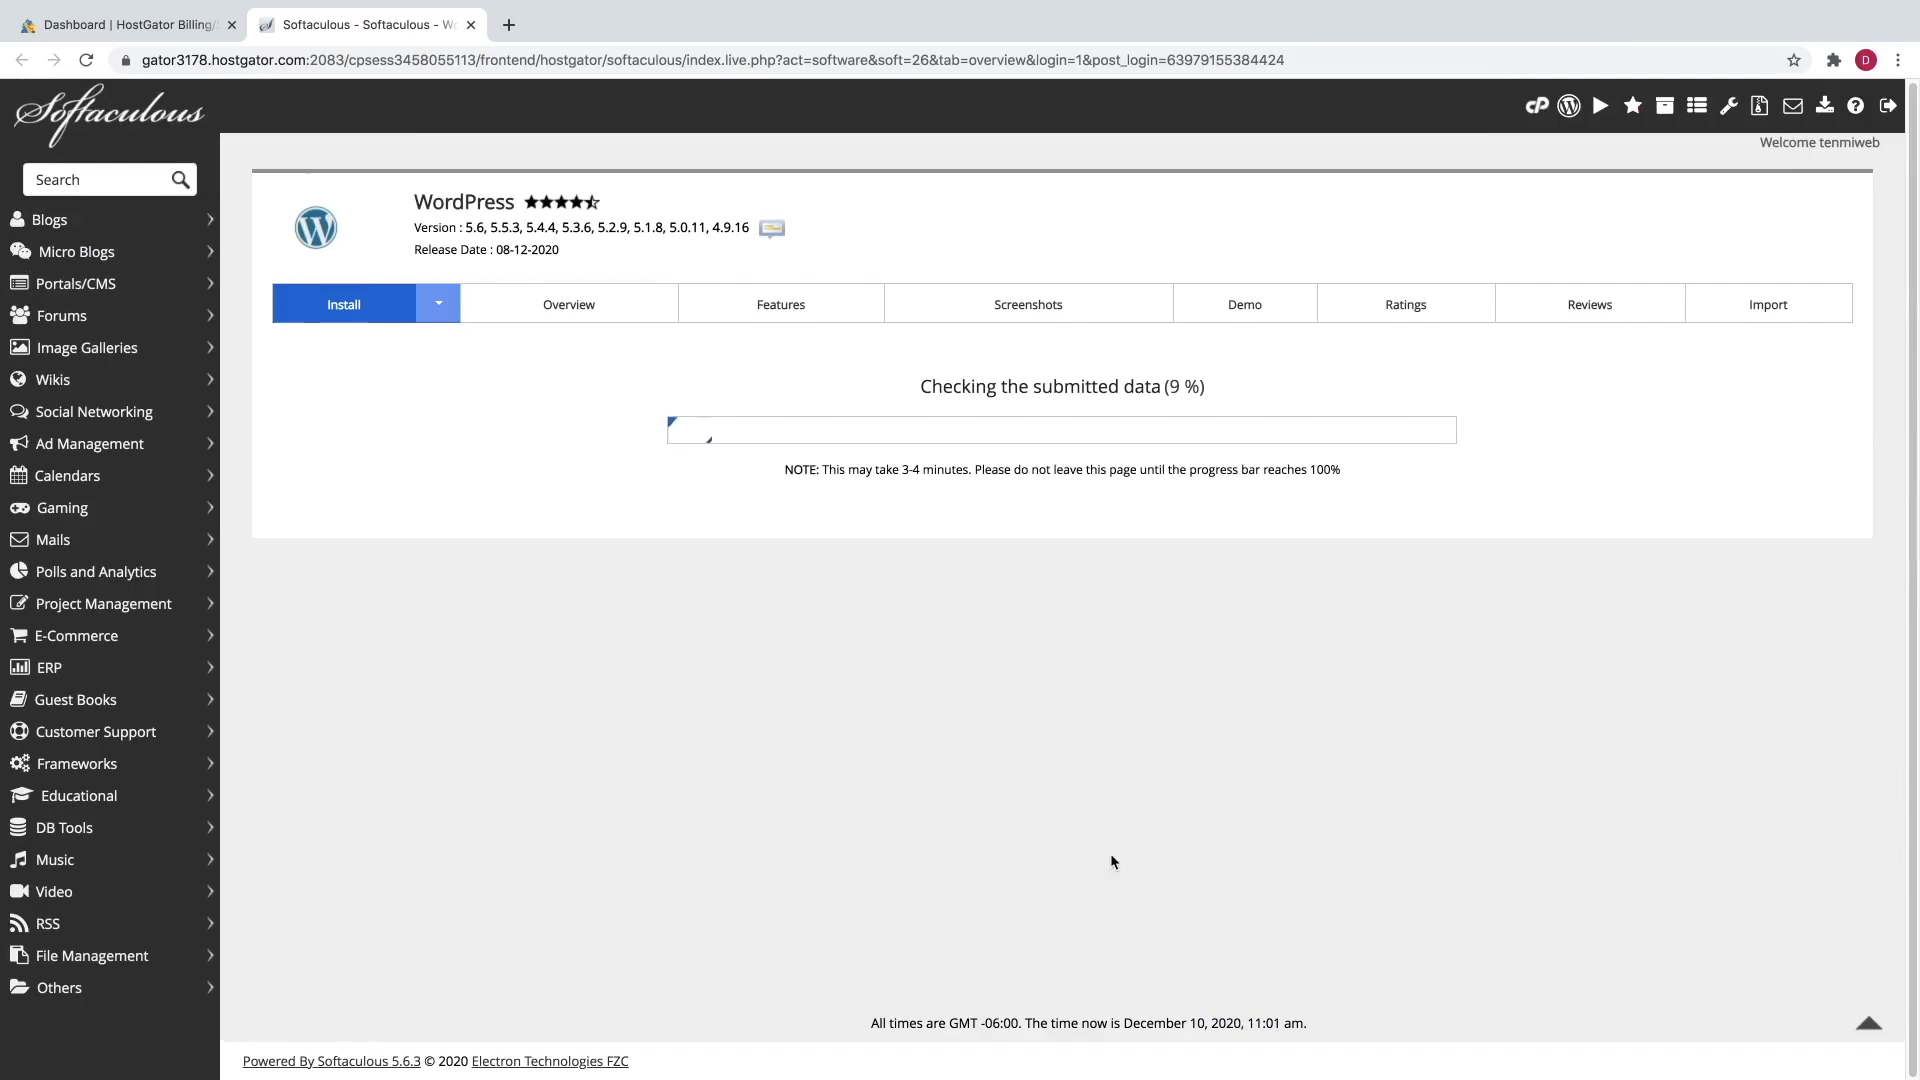 Dashboard | HostGator Billing/
Softaculous - Softaculous - Wo
gator3178.hostgator.com:2083/cpsess3458055113/frontend/hostgator/softaculous/index.live.php?act=software&soft=26&tab=overview&login=1&post_login=63979155384424
D
Softaculous
cP
Welcome tenmiweb
Search
Blogs
Micro Blogs
Portals/CMS
Forums
Image Galleries
Wikis
Social Networking
Ad Management
Calendars
Gaming
Mails
Polls and Analytics
Project Management
E-Commerce
ERP
Guest Books
Customer Support
Frameworks
Educational
DB Tools
Music
Video
RSS
File Management
Others
WordPress
Version : 5.6, 5.5.3, 5.4.4, 5.3.6, 5.2.9, 5.1.8, 5.0.11, 4.9.16
Release Date : 08-12-2020
Install
Overview
Features
Screenshots
Demo
Ratings
Reviews
Import
Checking the submitted data (9 %)
NOTE: This may take 3-4 minutes. Please do not leave this page until the progress bar reaches 100%
All times are GMT -06:00. The time now is December 10, 2020, 11:01 am.
Powered By Softaculous 5.6.3 © 2020 Electron Technologies FZC